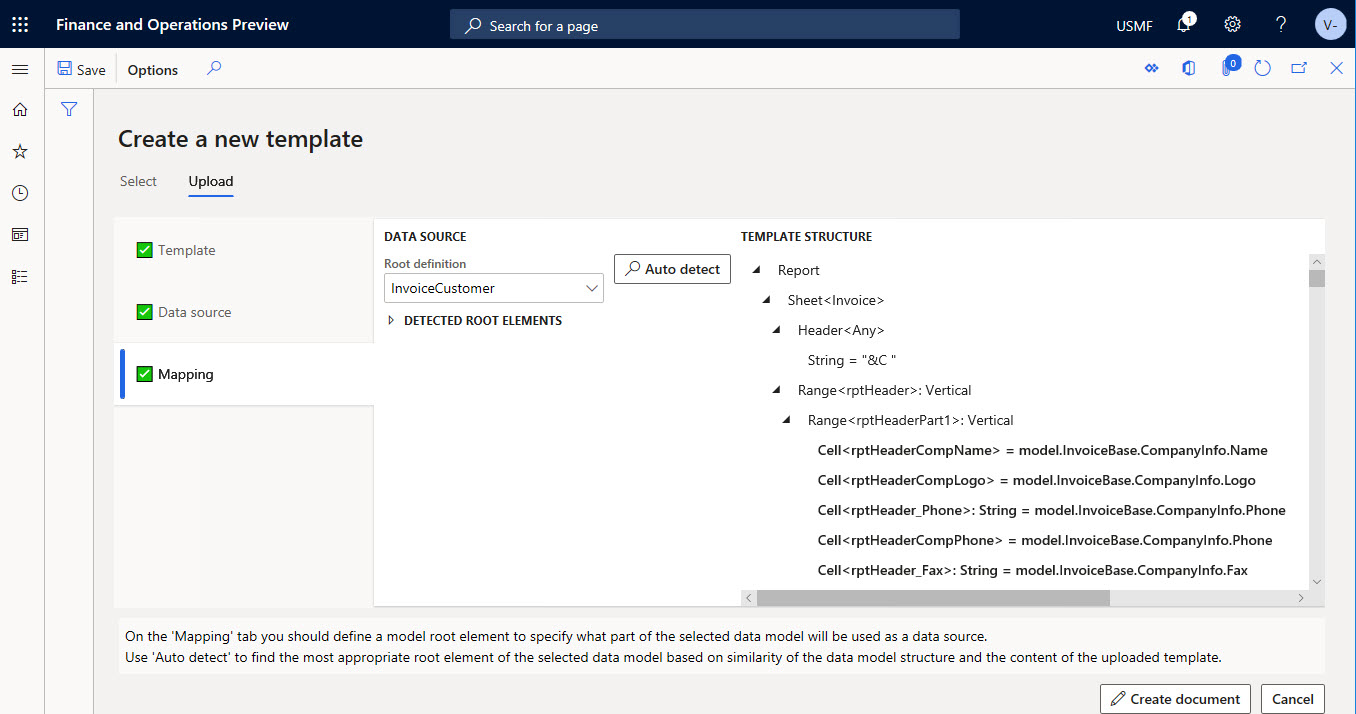 Finance and Operations Preview
Search for a page
USMF
1
?
V-
Save
Options
0
Create a new template
Select
Upload
Template
Data source
Mapping
DATA SOURCE
Root definition
InvoiceCustomer
Auto detect
DETECTED ROOT ELEMENTS
TEMPLATE STRUCTURE
Report
Sheet<Invoice>
Header<Any>
String = "&C "
Range<rptHeader>: Vertical
Range<rptHeaderPart1>: Vertical
Cell<rptHeaderCompName> = model.InvoiceBase.CompanyInfo.Name
Cell<rptHeaderCompLogo> = model.InvoiceBase.CompanyInfo.Logo
Cell<rptHeader_Phone>: String = model.InvoiceBase.CompanyInfo.Phone
Cell<rptHeaderCompPhone> = model.InvoiceBase.CompanyInfo.Phone
Cell<rptHeader_Fax>: String = model.InvoiceBase.CompanyInfo.Fax
On the 'Mapping' tab you should define a model root element to specify what part of the selected data model will be used as a data source.
Use 'Auto detect' to find the most appropriate root element of the selected data model based on similarity of the data model structure and the content of the uploaded template.
Create document
Cancel